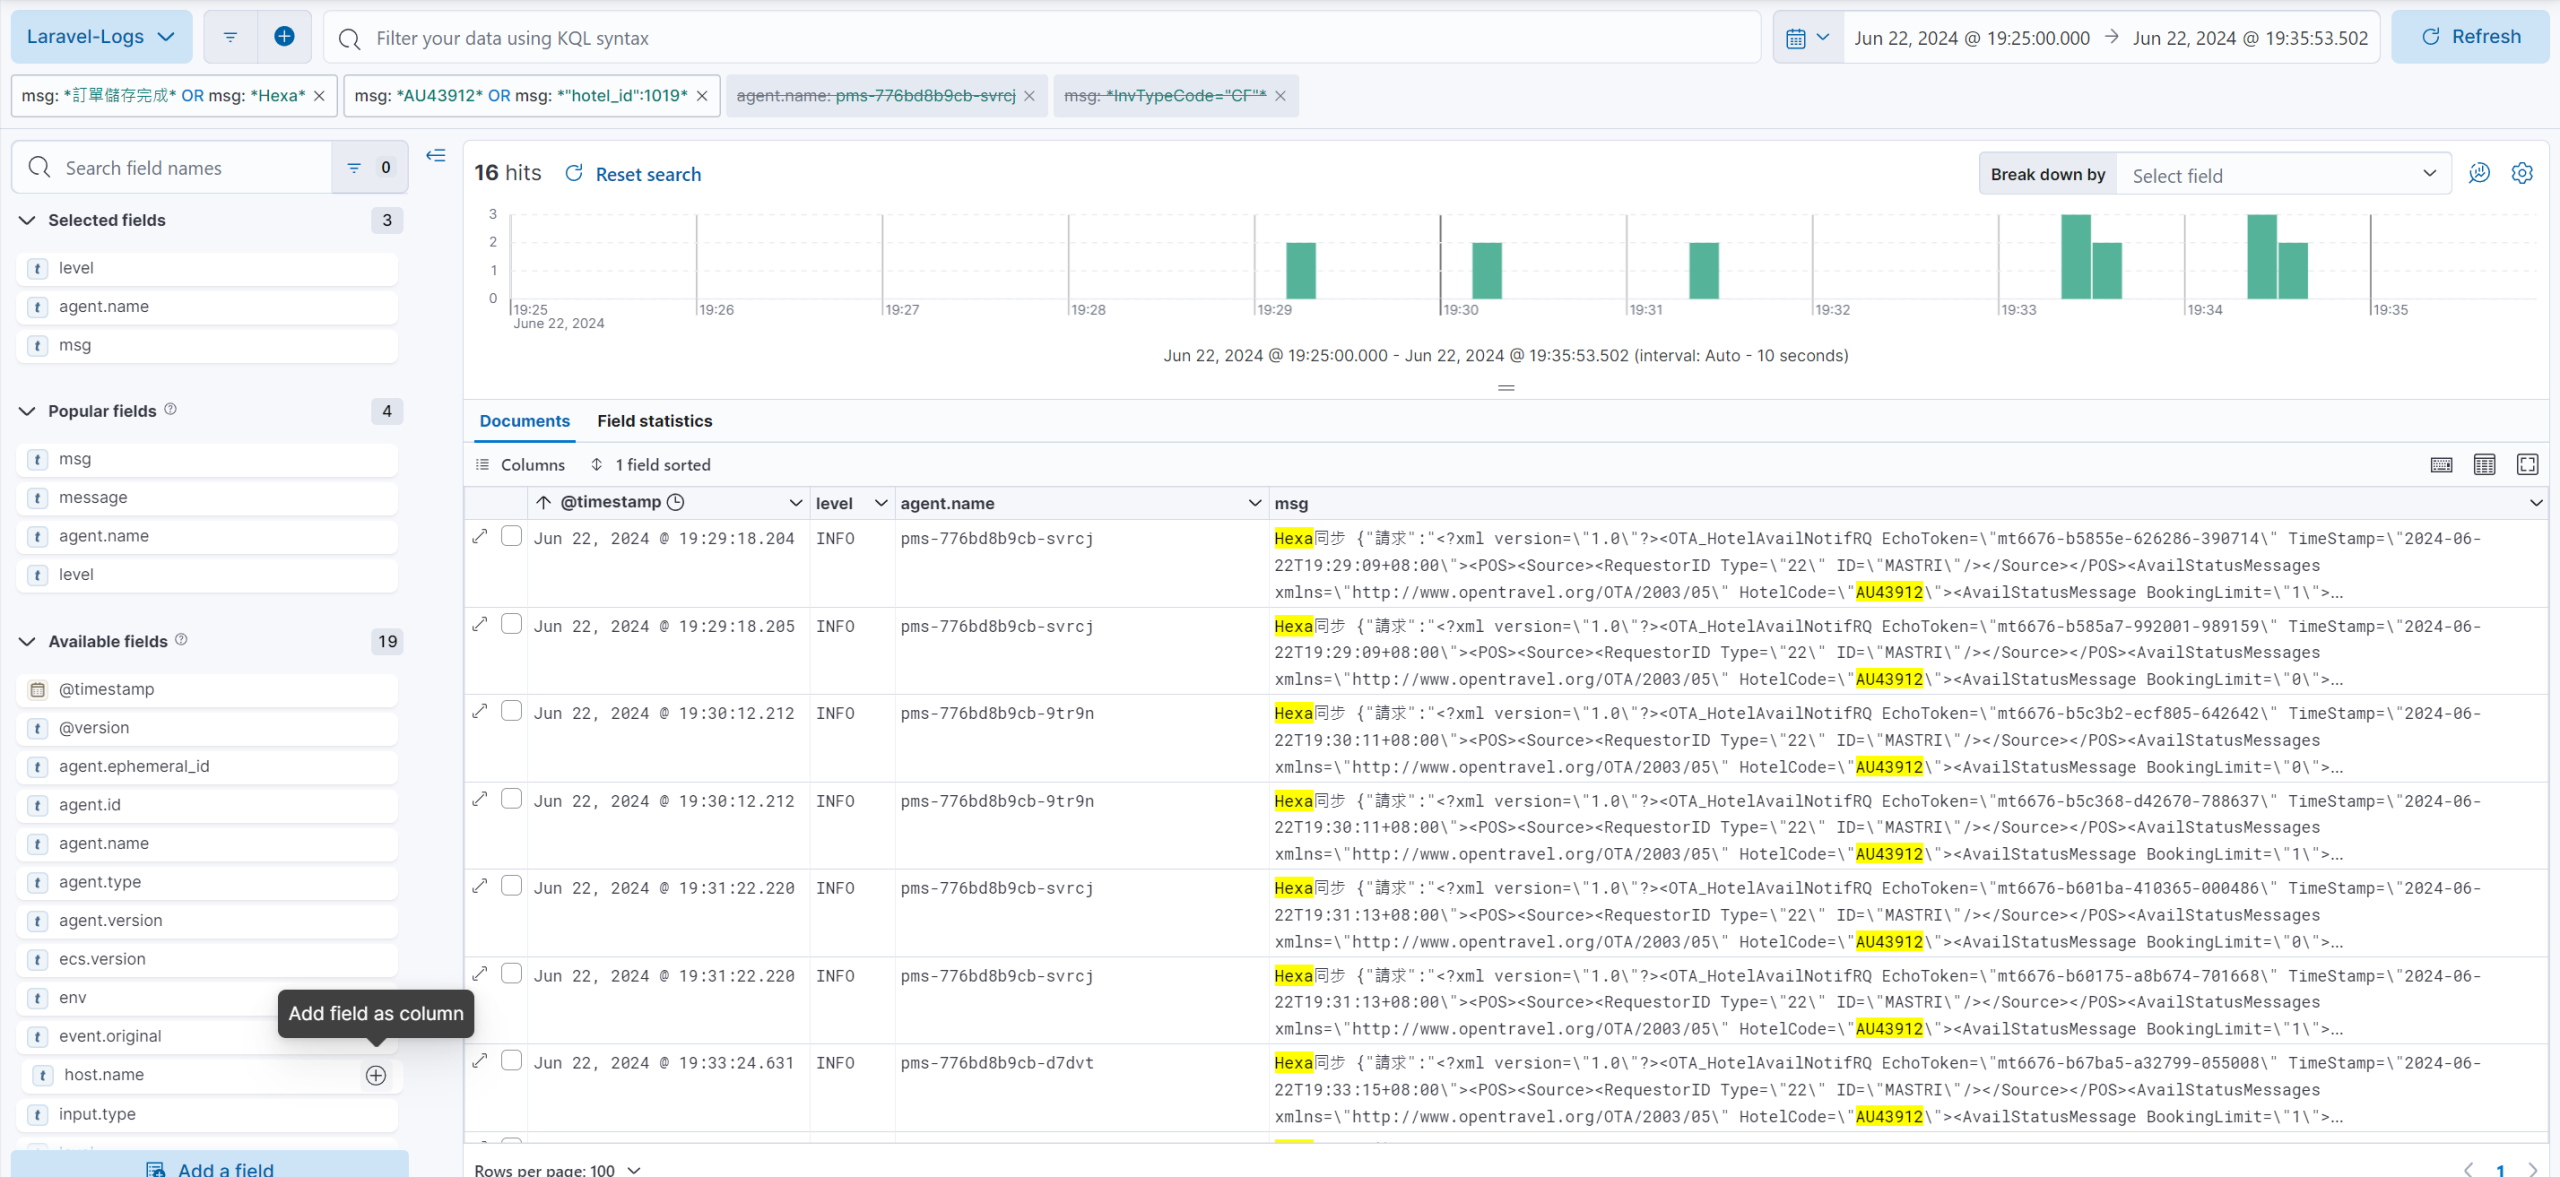 Laravel-Logs
Filter your data using KQL syntax
Jun 22, 2024 @ 19:25:00.000 → Jun 22, 2024 @ 19:35:53.502
Refresh
msg: *訂單儲存完成* OR msg: *Hexa* ×
msg: *AU43912* OR msg: *"hotel_id":1019* ×
agent.name: pms-776bd8b9cb-svrcj ×
msg: *InvTypeCode="CF"* ×
Search field names
0
Selected fields
3
t level
t agent.name
t msg
Popular fields
4
t msg
t message
t agent.name
t level
Available fields
19
@timestamp
t @version
t agent.ephemeral_id
t agent.id
t agent.name
t agent.type
t agent.version
t ecs.version
t env
Add field as column
t event.original
t host.name
t input.type
Add a field
16 hits
Reset search
Break down by
Select field
3
2
1
0
19:25
June 22, 2024
19:26
19:27
19:28
19:29
19:30
19:31
19:32
19:33
19:34
19:35
Jun 22, 2024 @ 19:25:00.000 - Jun 22, 2024 @ 19:35:53.502 (interval: Auto - 10 seconds)
Documents
Field statistics
Columns
1 field sorted
@timestamp
level
agent.name
msg
Jun 22, 2024 @ 19:29:18.204 INFO pms-776bd8b9cb-svrcj Hexa同步 {"請求":"<?xml version=\"1.0\"?><OTA_HotelAvailNotifRQ EchoToken=\"mt6676-b5855e-626286-390714\" TimeStamp=\"2024-06-
22T19:29:09+08:00\"><POS><Source><RequestorID Type=\"22\" ID=\"MASTRI\"/></Source></POS><AvailStatusMessages
xmlns=\"http://www.opentravel.org/OTA/2003/05\" HotelCode=\"AU43912\"><AvailStatusMessage BookingLimit=\"1\">...
Jun 22, 2024 @ 19:29:18.205 INFO pms-776bd8b9cb-svrcj Hexa同步 {"請求":"<?xml version=\"1.0\"?><OTA_HotelAvailNotifRQ EchoToken=\"mt6676-b585a7-992001-989159\" TimeStamp=\"2024-06-
22T19:29:09+08:00\"><POS><Source><RequestorID Type=\"22\" ID=\"MASTRI\"/></Source></POS><AvailStatusMessages
xmlns=\"http://www.opentravel.org/OTA/2003/05\" HotelCode=\"AU43912\"><AvailStatusMessage BookingLimit=\"0\">...
Jun 22, 2024 @ 19:30:12.212 INFO pms-776bd8b9cb-9tr9n Hexa同步 {"請求":"<?xml version=\"1.0\"?><OTA_HotelAvailNotifRQ EchoToken=\"mt6676-b5c3b2-ecf805-642642\" TimeStamp=\"2024-06-
22T19:30:11+08:00\"><POS><Source><RequestorID Type=\"22\" ID=\"MASTRI\"/></Source></POS><AvailStatusMessages
xmlns=\"http://www.opentravel.org/OTA/2003/05\" HotelCode=\"AU43912\"><AvailStatusMessage BookingLimit=\"0\">...
Jun 22, 2024 @ 19:30:12.212 INFO pms-776bd8b9cb-9tr9n Hexa同步 {"請求":"<?xml version=\"1.0\"?><OTA_HotelAvailNotifRQ EchoToken=\"mt6676-b5c368-d42670-788637\" TimeStamp=\"2024-06-
22T19:30:11+08:00\"><POS><Source><RequestorID Type=\"22\" ID=\"MASTRI\"/></Source></POS><AvailStatusMessages
xmlns=\"http://www.opentravel.org/OTA/2003/05\" HotelCode=\"AU43912\"><AvailStatusMessage BookingLimit=\"1\">...
Jun 22, 2024 @ 19:31:22.220 INFO pms-776bd8b9cb-svrcj Hexa同步 {"請求":"<?xml version=\"1.0\"?><OTA_HotelAvailNotifRQ EchoToken=\"mt6676-b601ba-410365-000486\" TimeStamp=\"2024-06-
22T19:31:13+08:00\"><POS><Source><RequestorID Type=\"22\" ID=\"MASTRI\"/></Source></POS><AvailStatusMessages
xmlns=\"http://www.opentravel.org/OTA/2003/05\" HotelCode=\"AU43912\"><AvailStatusMessage BookingLimit=\"0\">...
Jun 22, 2024 @ 19:31:22.220 INFO pms-776bd8b9cb-svrcj Hexa同步 {"請求":"<?xml version=\"1.0\"?><OTA_HotelAvailNotifRQ EchoToken=\"mt6676-b60175-a8b674-701668\" TimeStamp=\"2024-06-
22T19:31:13+08:00\"><POS><Source><RequestorID Type=\"22\" ID=\"MASTRI\"/></Source></POS><AvailStatusMessages
xmlns=\"http://www.opentravel.org/OTA/2003/05\" HotelCode=\"AU43912\"><AvailStatusMessage BookingLimit=\"1\">...
Jun 22, 2024 @ 19:33:24.631 INFO pms-776bd8b9cb-d7dvt Hexa同步 {"請求":"<?xml version=\"1.0\"?><OTA_HotelAvailNotifRQ EchoToken=\"mt6676-b67ba5-a32799-055008\" TimeStamp=\"2024-06-
22T19:33:15+08:00\"><POS><Source><RequestorID Type=\"22\" ID=\"MASTRI\"/></Source></POS><AvailStatusMessages
xmlns=\"http://www.opentravel.org/OTA/2003/05\" HotelCode=\"AU43912\"><AvailStatusMessage BookingLimit=\"1\">...
Rows per page: 100
1